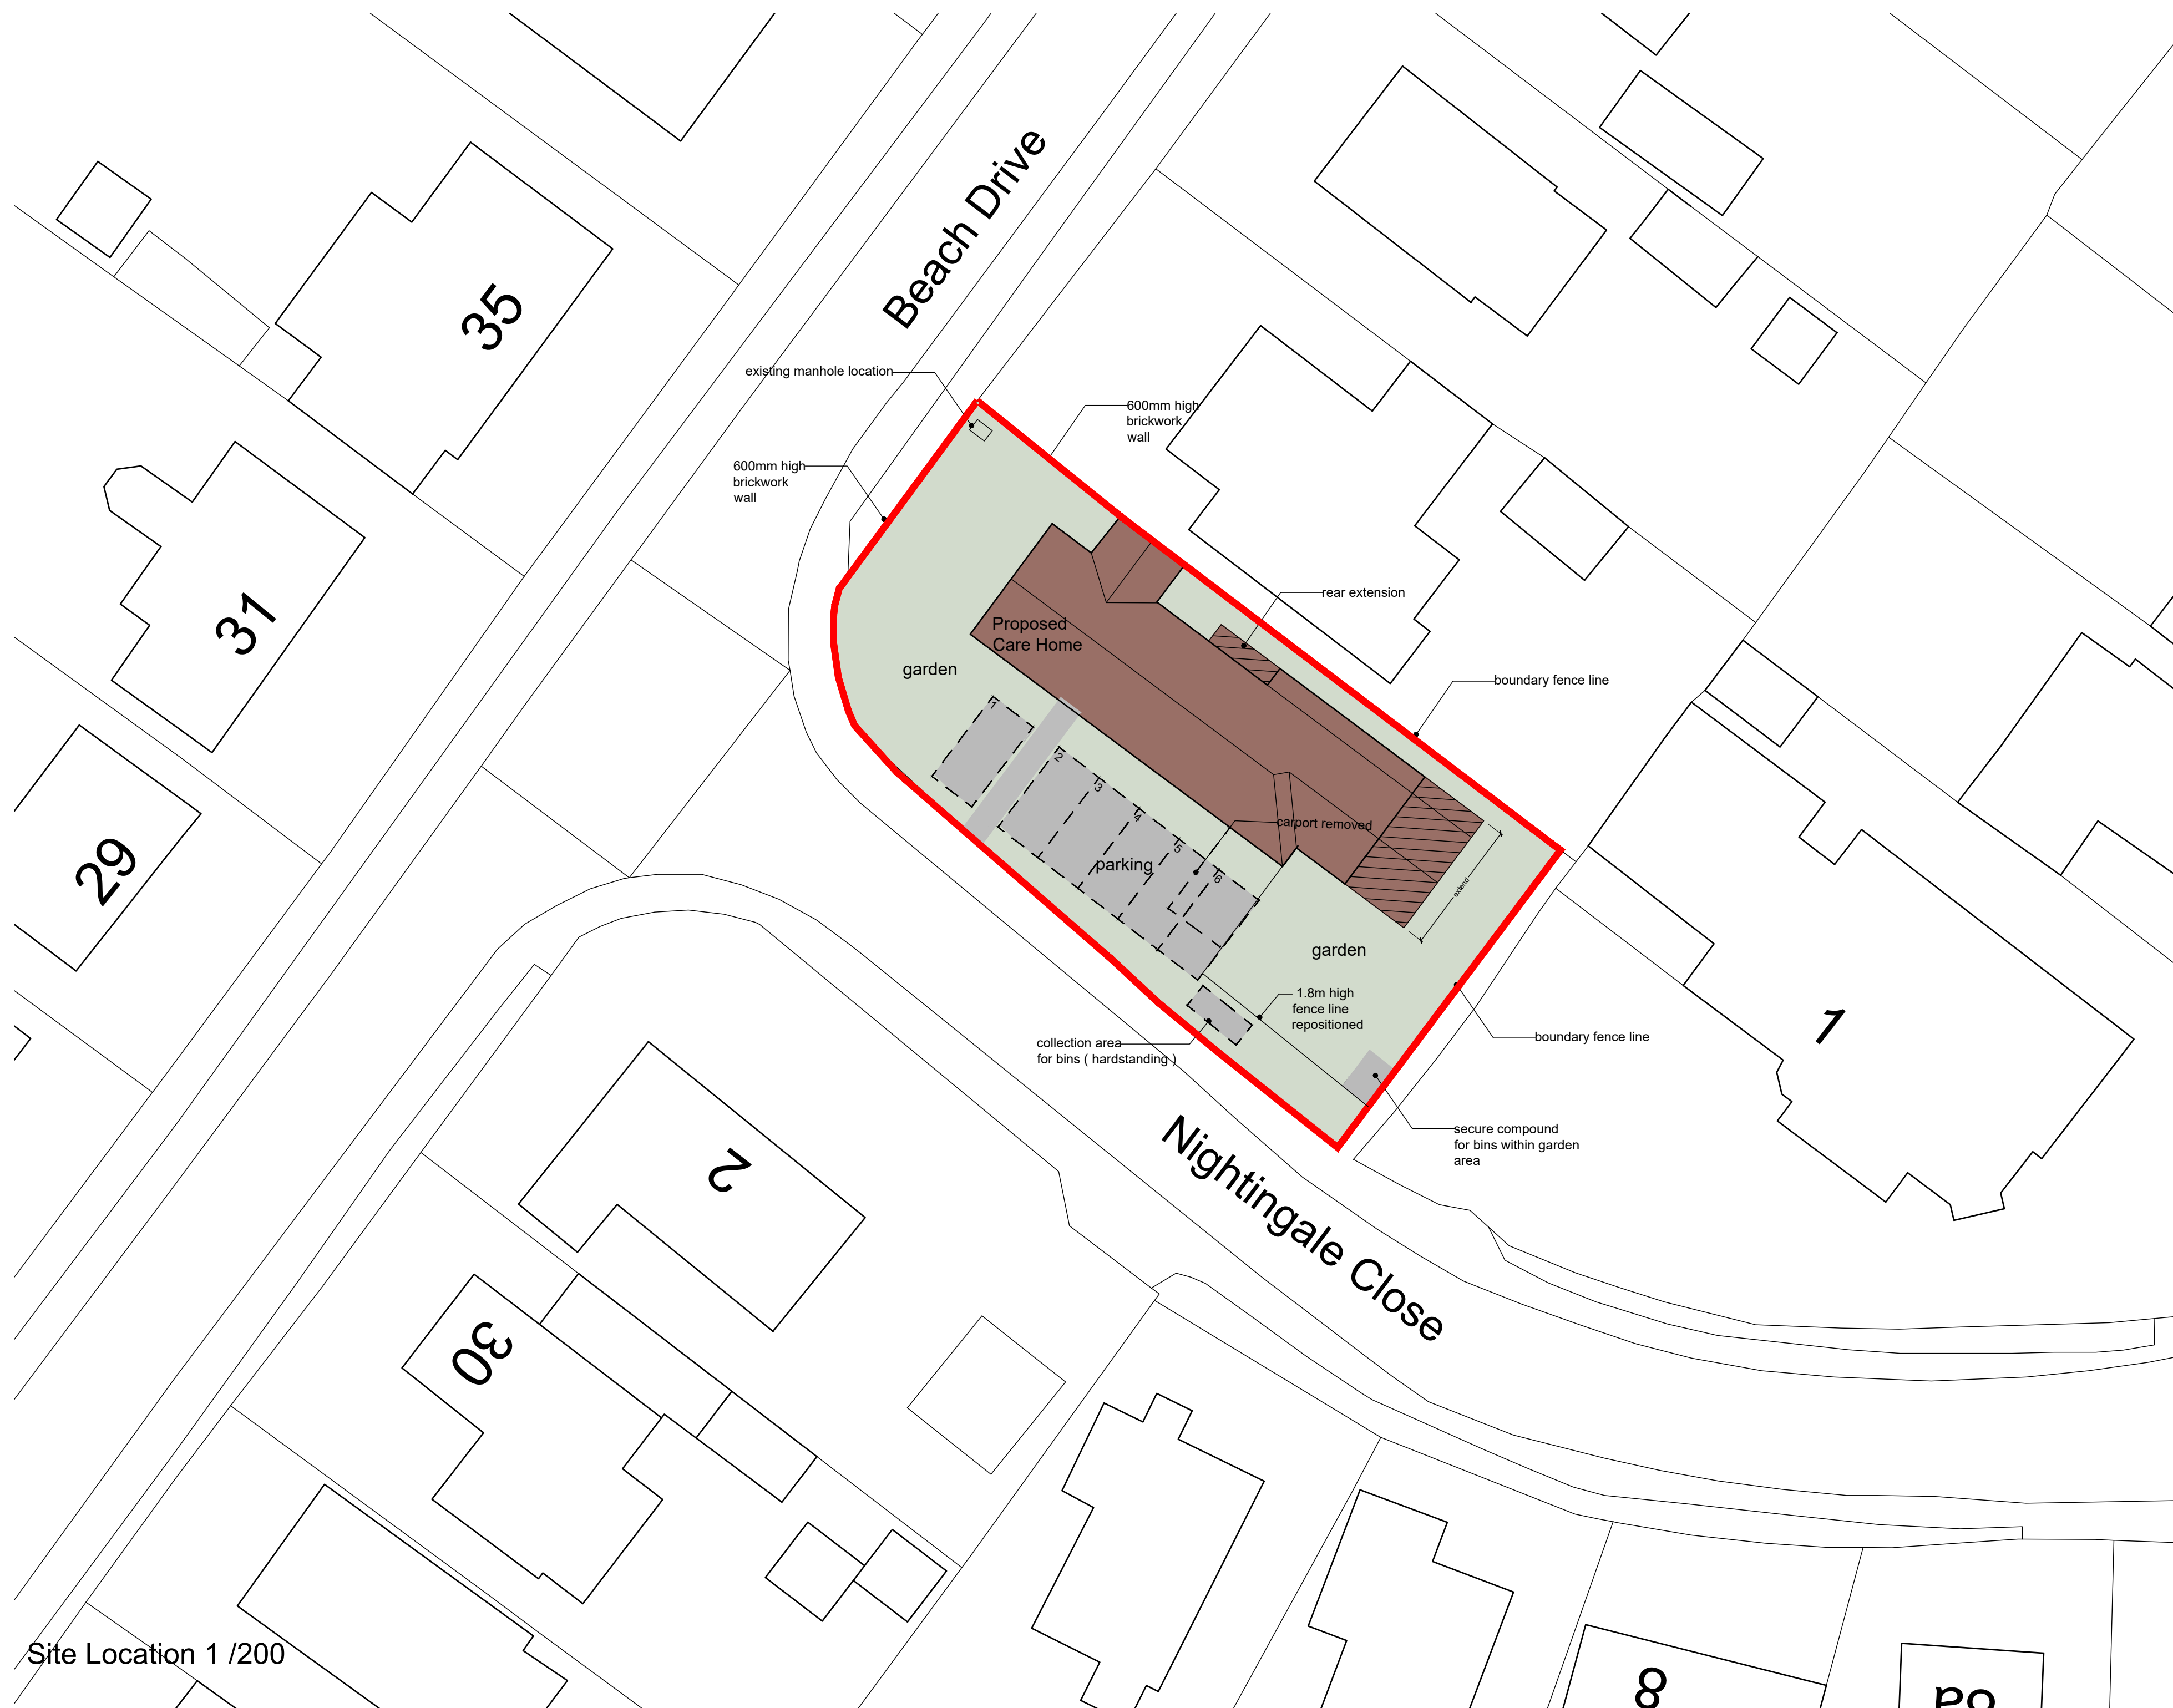 Beach Drive
35
existing manhole location
600mm high
brickwork
wall
600mm high
brickwork
wall
31
rear extension
Proposed
Care Home
garden
boundary fence line
1
2
3
4
5
6
carport removed
parking
29
extend
garden
1.8m high
fence line
repositioned
1
boundary fence line
collection area
for bins ( hardstanding )
secure compound
for bins within garden
area
2
Nightingale Close
30
Site Location 1 /200
8